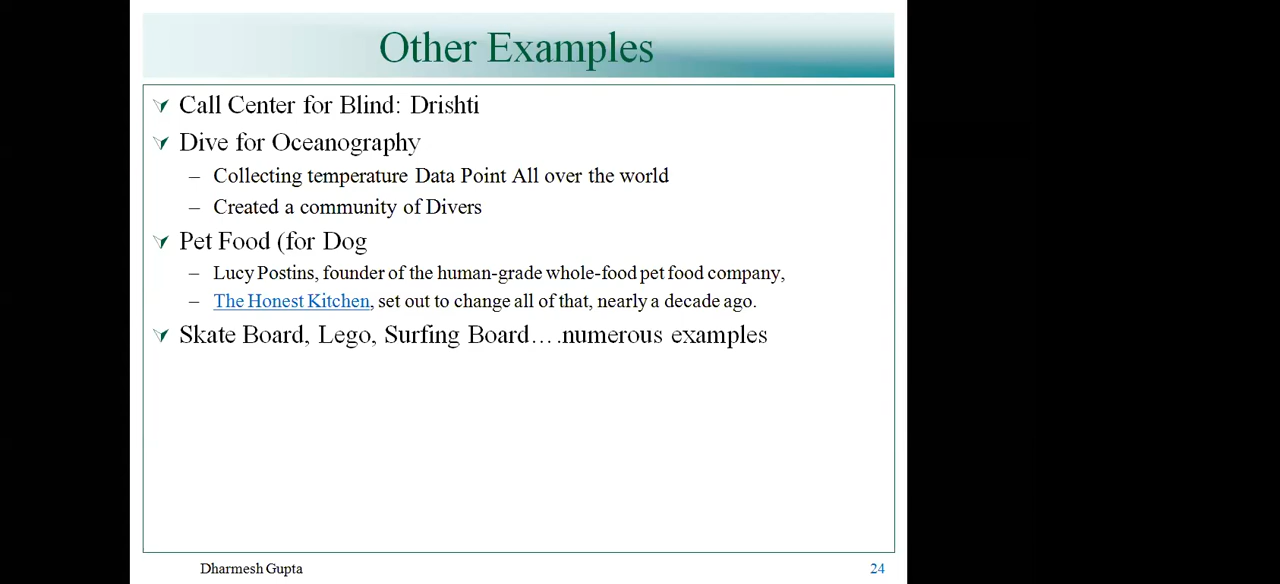 Other Examples
Call Center for Blind: Drishti
Dive for Oceanography
– Collecting temperature Data Point All over the world
– Created a community of Divers
Pet Food (for Dog
– Lucy Postins, founder of the human-grade whole-food pet food company,
– The Honest Kitchen, set out to change all of that, nearly a decade ago.
Skate Board, Lego, Surfing Board….numerous examples
Dharmesh Gupta
24